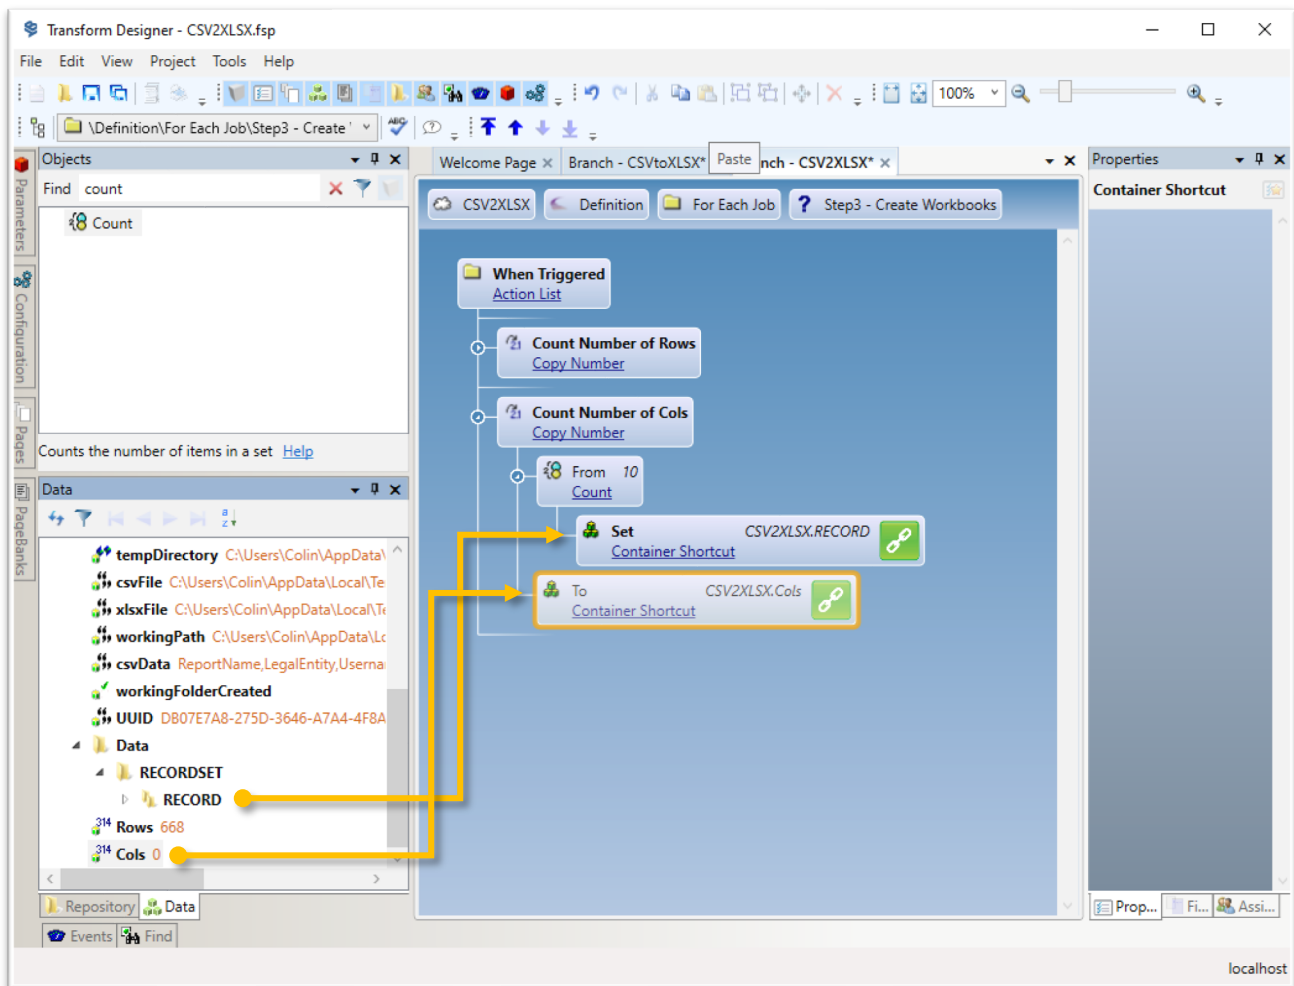 Transform Designer - CSV2XLSX.fsp
File Edit View Project Tools Help
100%
\Definition\For Each Job\Step3 - Create '
ABC
Objects
Find count
Count
Counts the number of items in a set Help
Parameters
Configuration
Pages
PageBanks
Data
tempDirectory C:\Users\Colin\AppData\
csvFile C:\Users\Colin\AppData\Local\Te
xlsxFile C:\Users\Colin\AppData\Local\Te
workingPath C:\Users\Colin\AppData\Lc
csvData ReportName,LegalEntity,Userna
workingFolderCreated
UUID DB07E7A8-275D-3646-A7A4-4F8A
Data
RECORDSET
RECORD
314 Rows 668
314 Cols 0
Repository Data
Events Find
Welcome Page Branch - CSVtoXLSX* Paste nch - CSV2XLSX*
CSV2XLSX Definition For Each Job ? Step3 - Create Workbooks
When Triggered
Action List
Count Number of Rows
Copy Number
Count Number of Cols
Copy Number
From 10
Count
Set CSV2XLSX.RECORD
Container Shortcut
To CSV2XLSX.Cols
Container Shortcut
Properties
Container Shortcut
Prop... Fi... Assi...
localhost